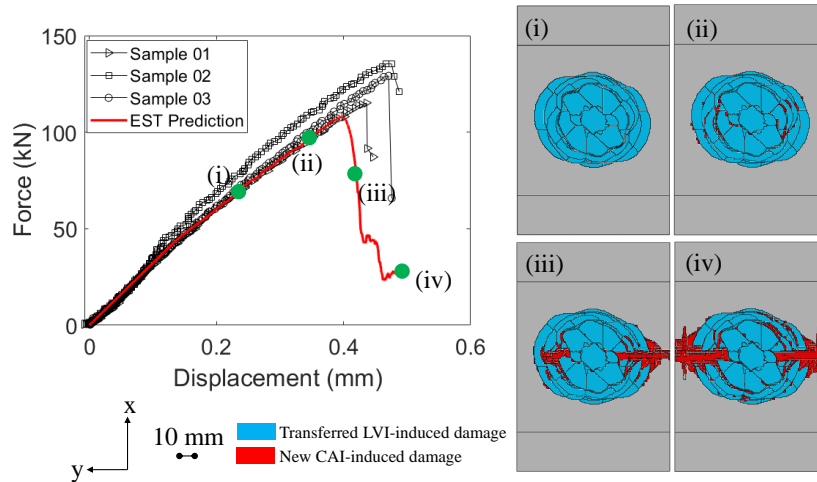 150
100
50
0
Force (kN)
Sample 01
Sample 02
Sample 03
EST Prediction
(i)
(ii)
(iii)
(iv)
0
0.2
0.4
0.6
Displacement (mm)
x
y
10 mm
Transferred LVI-induced damage
New CAI-induced damage
(i)
(ii)
(iii)
(iv)